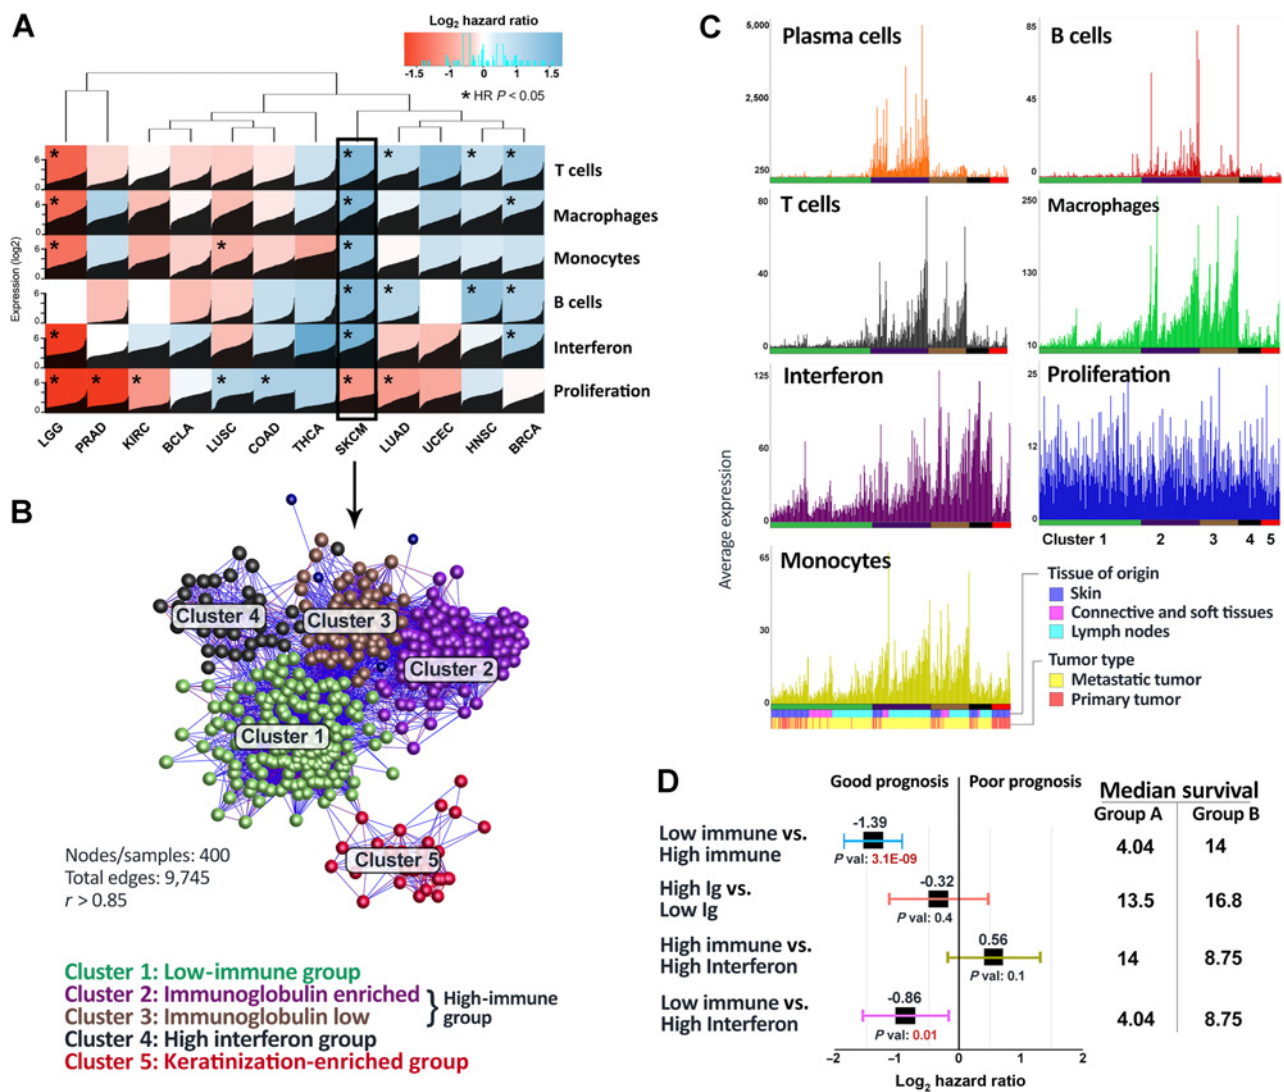 A
Log2 hazard ratio
-1.5 -1 0 1.5
* HR P < 0.05
Expression (log2)
6
0
* * * * * T cells
6
0
* * * Macrophages
6
0
* * * Monocytes
6
0
* * * * B cells
6
0
* * * Interferon
6
0
* * * * * * * Proliferation
LGG PRAD KIRC BCLA LUSC COAD THCA SKCM LUAD UCEC HNSC BRCA
B
Cluster 4
Cluster 3
Cluster 2
Cluster 1
Cluster 5
Nodes/samples: 400
Total edges: 9,745
r > 0.85
Cluster 1: Low-immune group
Cluster 2: Immunoglobulin enriched
Cluster 3: Immunoglobulin low
High-immune
group
Cluster 4: High interferon group
Cluster 5: Keratinization-enriched group
C
Average expression
Plasma cells
5,000
2,500
250
B cells
85
45
0
T cells
80
40
0
Macrophages
250
130
10
Interferon
125
60
0
Proliferation
25
12
0
Cluster 1 2 3 4 5
Monocytes
65
30
0
Tissue of origin
Skin
Connective and soft tissues
Lymph nodes
Tumor type
Metastatic tumor
Primary tumor
D
Good prognosis Poor prognosis
Median survival
Group A Group B
Low immune vs.
High immune
-1.39
P val: 3.1E-09
4.04 14
High Ig vs.
Low Ig
-0.32
P val: 0.4
13.5 16.8
High immune vs.
High Interferon
0.56
P val: 0.1
14 8.75
Low immune vs.
High Interferon
-0.86
P val: 0.01
4.04 8.75
−2 −1 0 1 2
Log2 hazard ratio